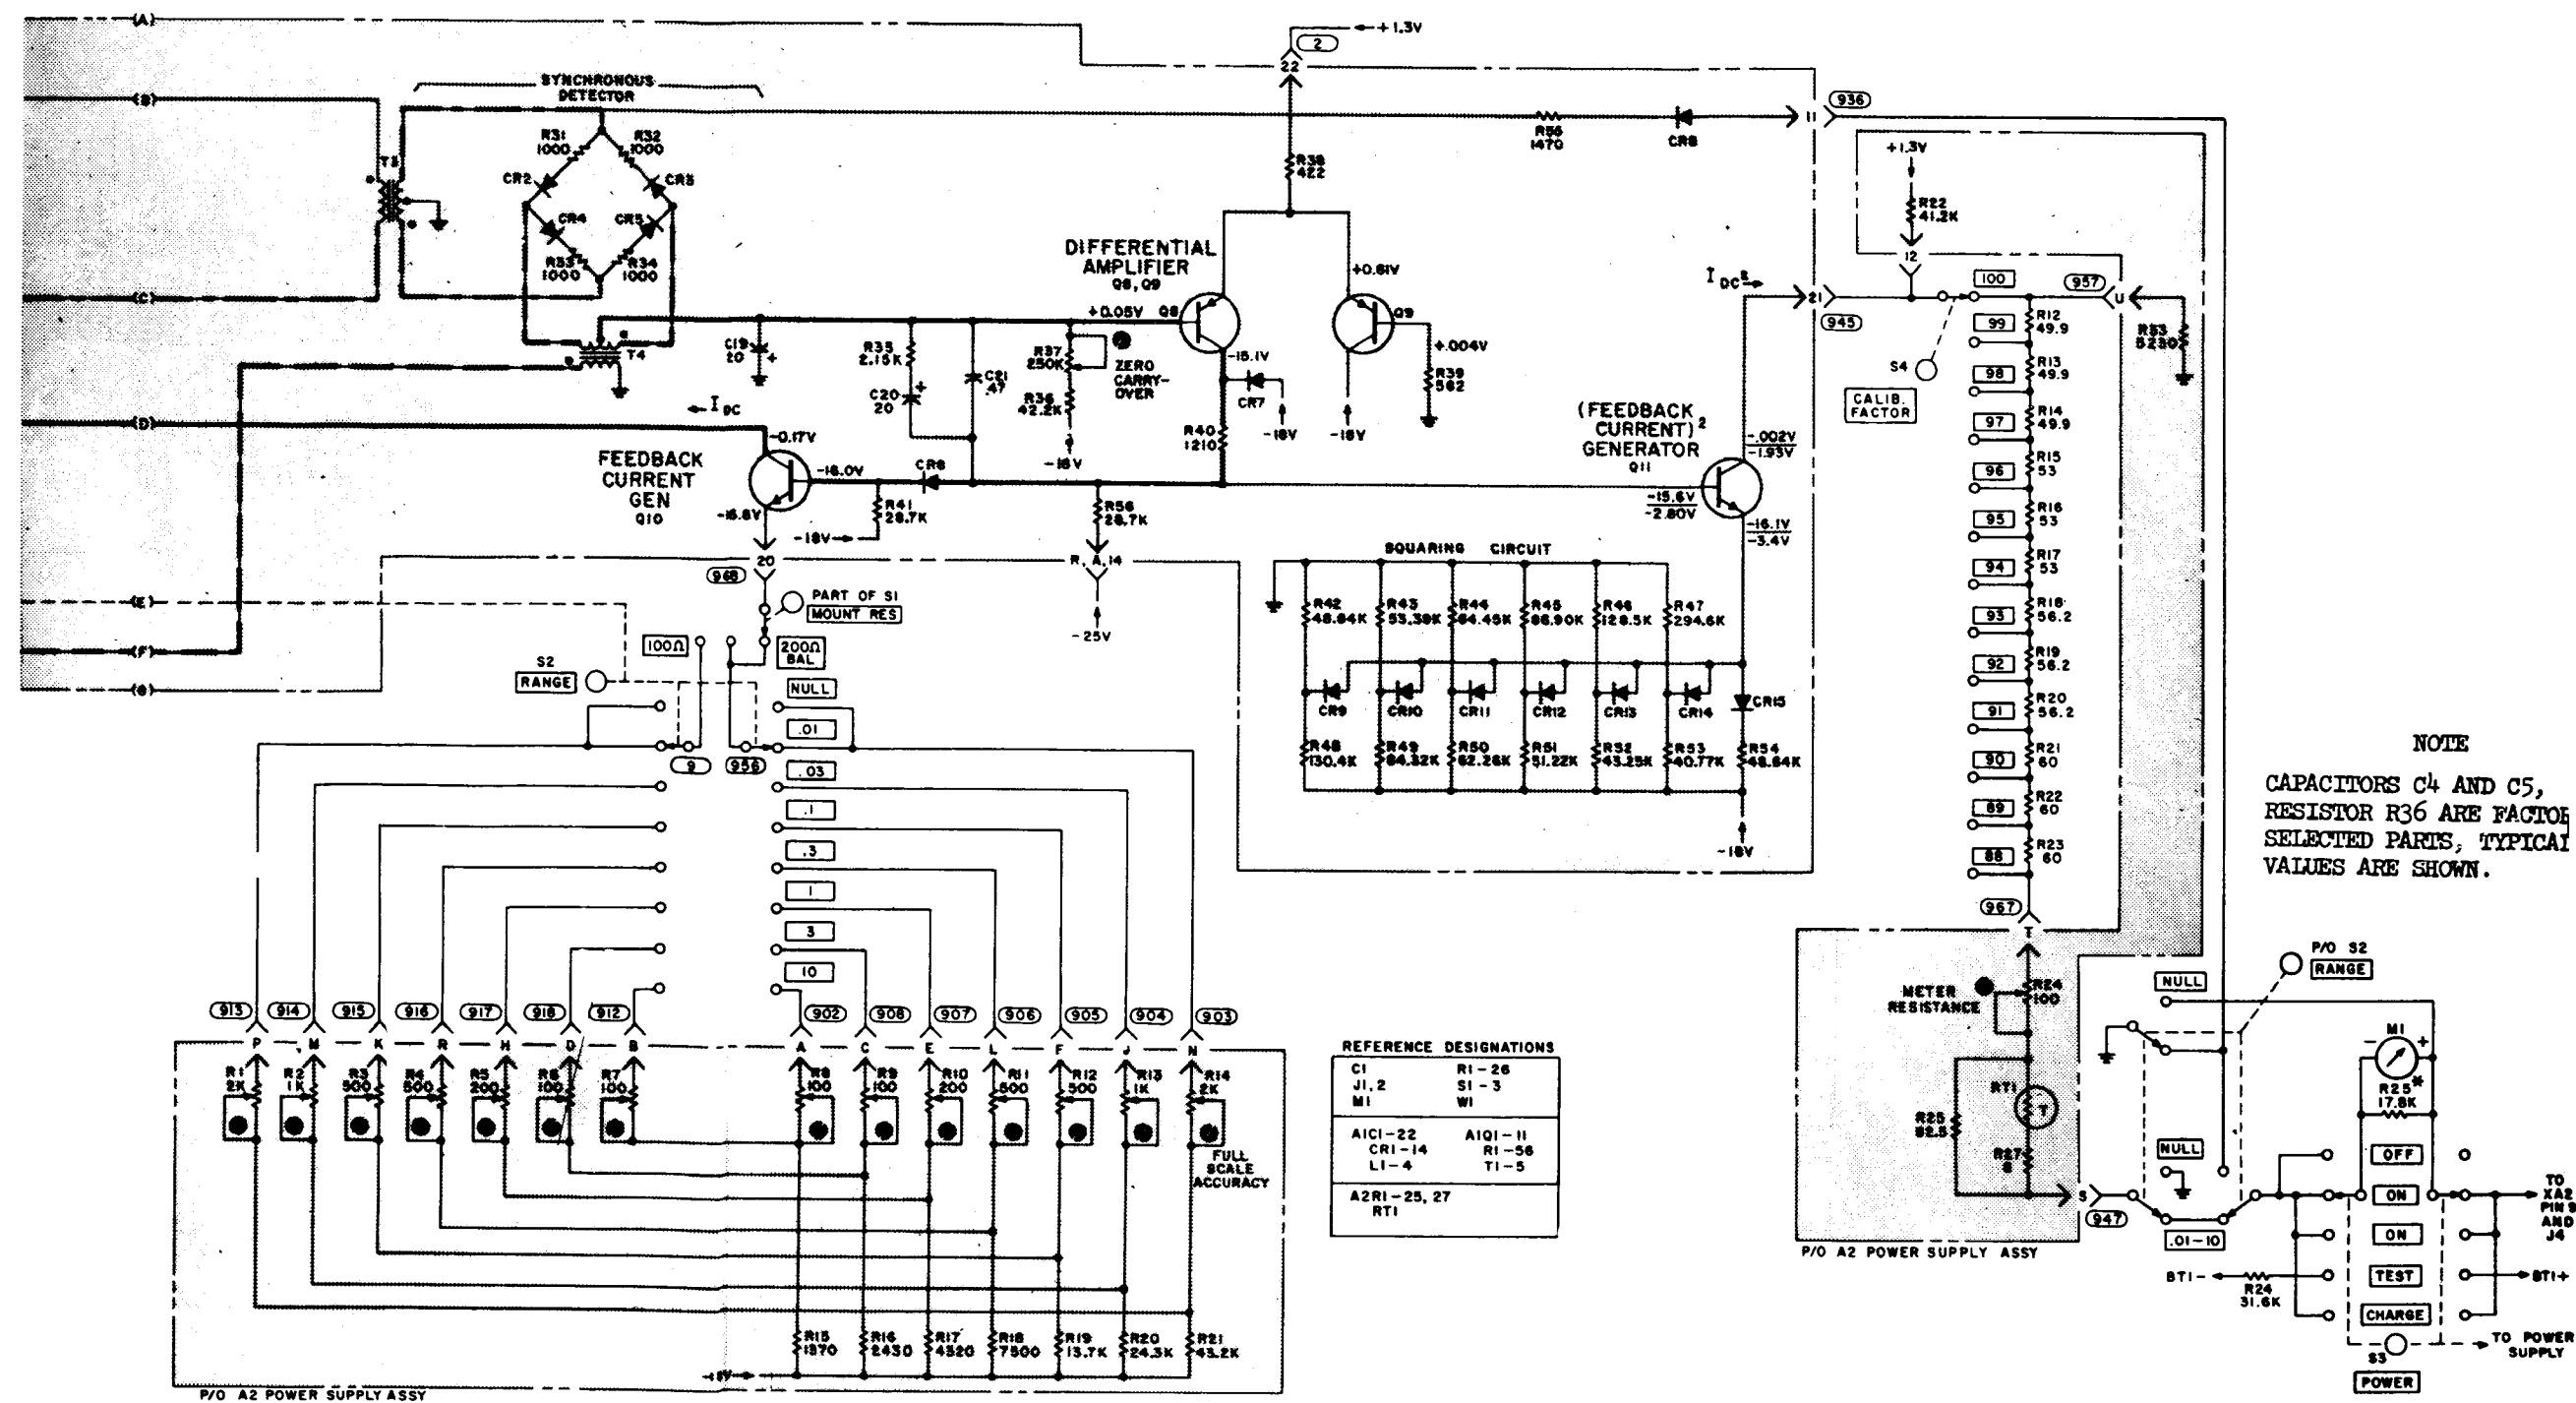 (A)
+1.3V
2
22
SYNCHRONOUS
DETECTOR
(B)
936
11
R55
1470
CR8
R31
1000
R32
1000
T3
CR2
CR3
CR4
CR5
R33
1000
R34
1000
R38
422
+1.3V
R22
41.2K
12
DIFFERENTIAL
AMPLIFIER
Q8, Q9
+0.61V
I DC²
100
957
U
(C)
+0.05V
Q8
Q9
21
945
R12
49.9
R33
5230
T4
C19
20
+
R35
2.15K
C20
20
+
C21
.47
R37
250K
ZERO
CARRY-
OVER
R36
42.2K
-18V
-15.1V
CR7
-18V
-18V
+.004V
R39
562
99
R13
49.9
S4
98
CALIB.
FACTOR
R14
49.9
97
I DC
(D)
-0.17V
R40
1210
(FEEDBACK
CURRENT)²
GENERATOR
Q11
-.002V
-1.93V
R15
53
96
FEEDBACK
CURRENT
GEN
Q10
-16.0V
CR6
-16.8V
R41
28.7K
-18V
R56
28.7K
-15.6V
-2.80V
-16.1V
-3.4V
R16
53
95
20
968
R, A, 14
SQUARING CIRCUIT
R17
53
94
(E)
PART OF S1
MOUNT RES
-25V
R42
48.64K
R43
53.39K
R44
64.45K
R45
86.90K
R46
128.5K
R47
294.6K
R18
56.2
93
(F)
100Ω
200Ω
BAL
S2
RANGE
NULL
R19
56.2
92
(G)
CR9
CR10
CR11
CR12
CR13
CR14
CR15
R20
56.2
91
.01
9
956
R48
130.4K
R49
84.32K
R50
62.26K
R51
51.22K
R52
43.25K
R53
40.77K
R54
48.64K
R21
60
90
NOTE
CAPACITORS C4 AND C5,
RESISTOR R36 ARE FACTOR
SELECTED PARTS, TYPICAL
VALUES ARE SHOWN.
.03
.1
-18V
R22
60
89
.3
R23
60
88
1
967
T
3
10
P/O S2
RANGE
NULL
METER
RESISTANCE
R24
100
913
914
915
916
917
918
912
902
908
907
906
905
904
903
P
M
K
R
H
D
B
A
C
E
L
F
J
N
R1
2K
R2
1K
R3
500
R4
500
R5
200
R6
100
R7
100
R8
100
R9
100
R10
200
R11
500
R12
500
R13
1K
R14
2K
FULL
SCALE
ACCURACY
REFERENCE DESIGNATIONS
C1 R1-26
J1, 2 S1-3
M1 W1
A1C1-22 A1Q1-11
CR1-14 R1-56
L1-4 T1-5
A2R1-25, 27
RT1
M1
-
+
R25*
17.8K
RT1
T
R25
82.5
R27
8
NULL
OFF
ON
S
947
.01-10
ON
TO
XA2
PIN 9
AND
J4
P/O A2 POWER SUPPLY ASSY
BT1-
R24
31.6K
TEST
BT1+
CHARGE
TO POWER
SUPPLY
S3
POWER
R15
1370
R16
2430
R17
4320
R18
7500
R19
13.7K
R20
24.3K
R21
43.2K
-18V
P/O A2 POWER SUPPLY ASSY